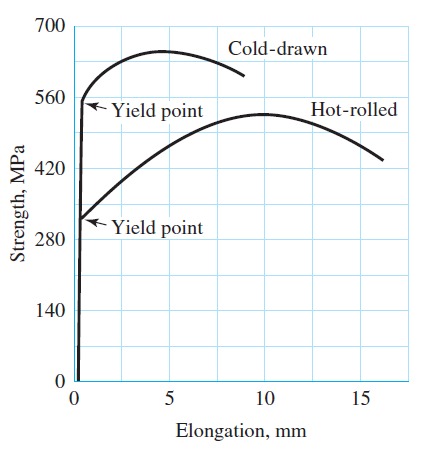 700
Cold-drawn
560
Yield point
Hot-rolled
420
Strength, MPa
Yield point
280
140
0
0 5 10 15
Elongation, mm